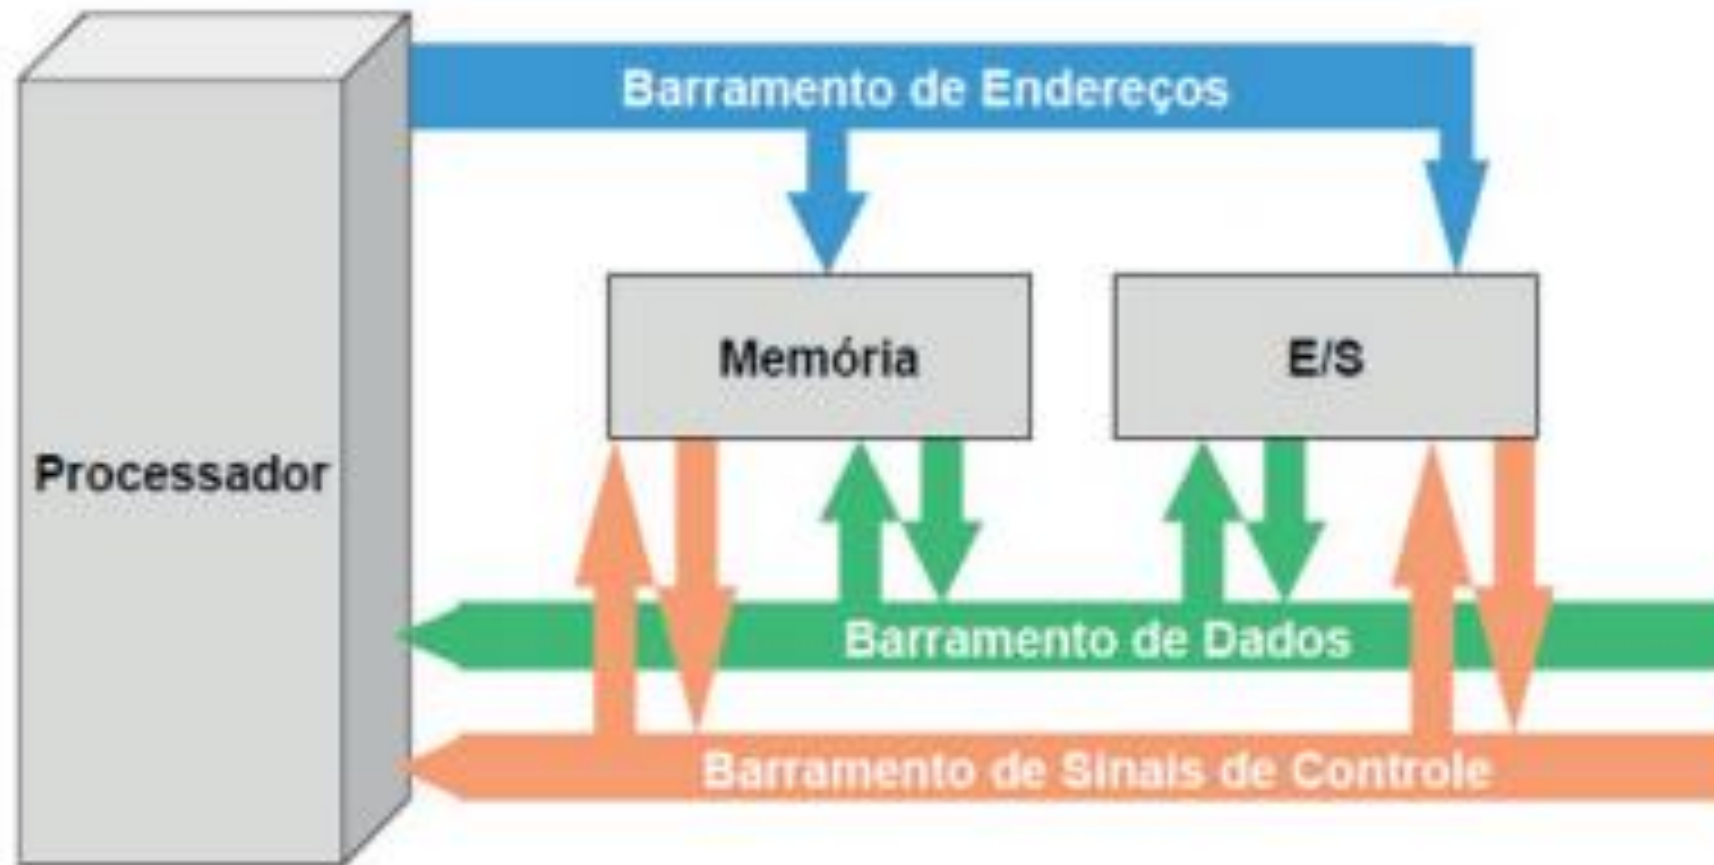 Barramento de Endereços
Memória
E/S
Processador
Barramento de Dados
Barramento de Sinais de Controle